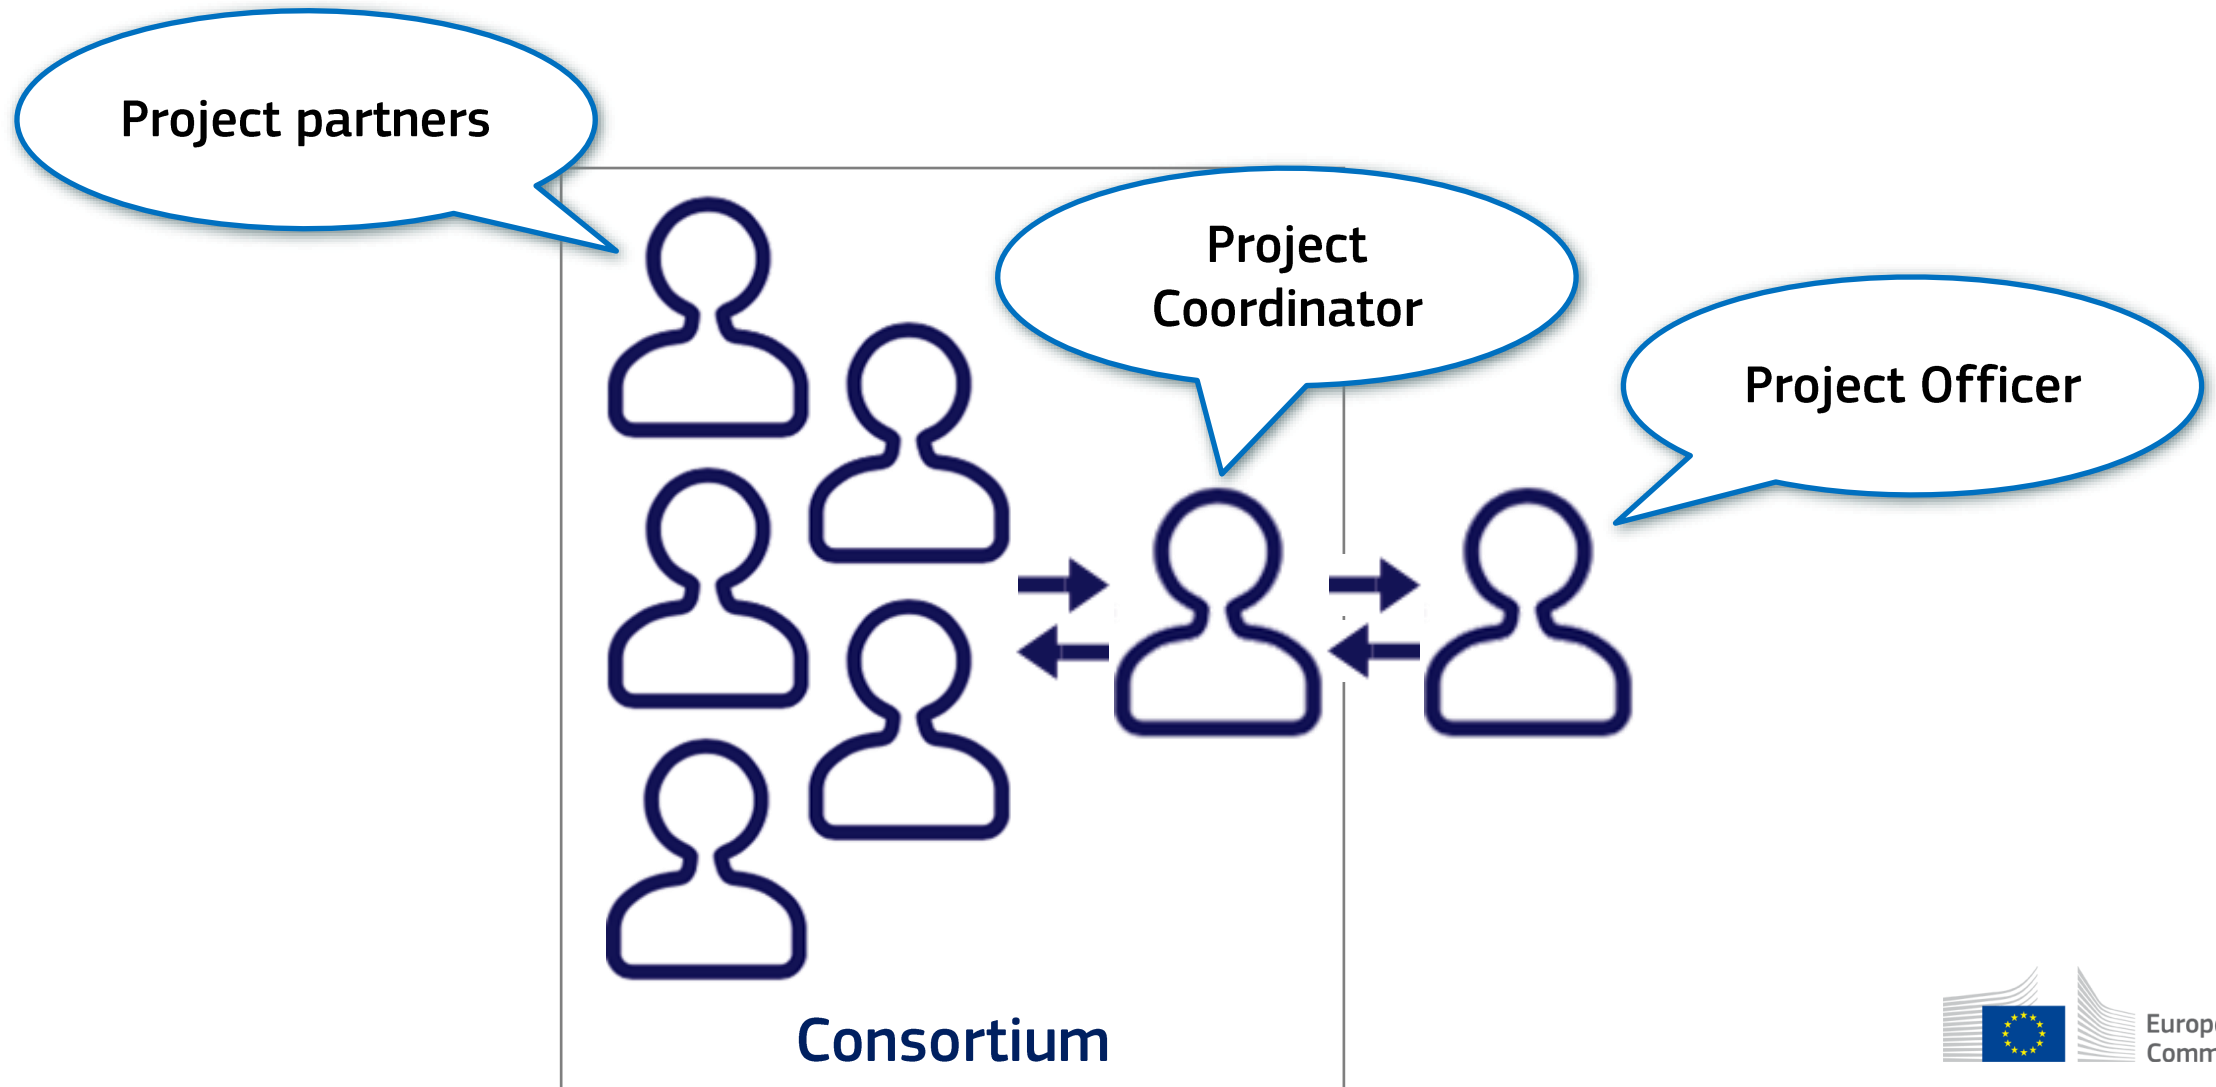 Project partners
Project
Coordinator
Project Officer
Consortium